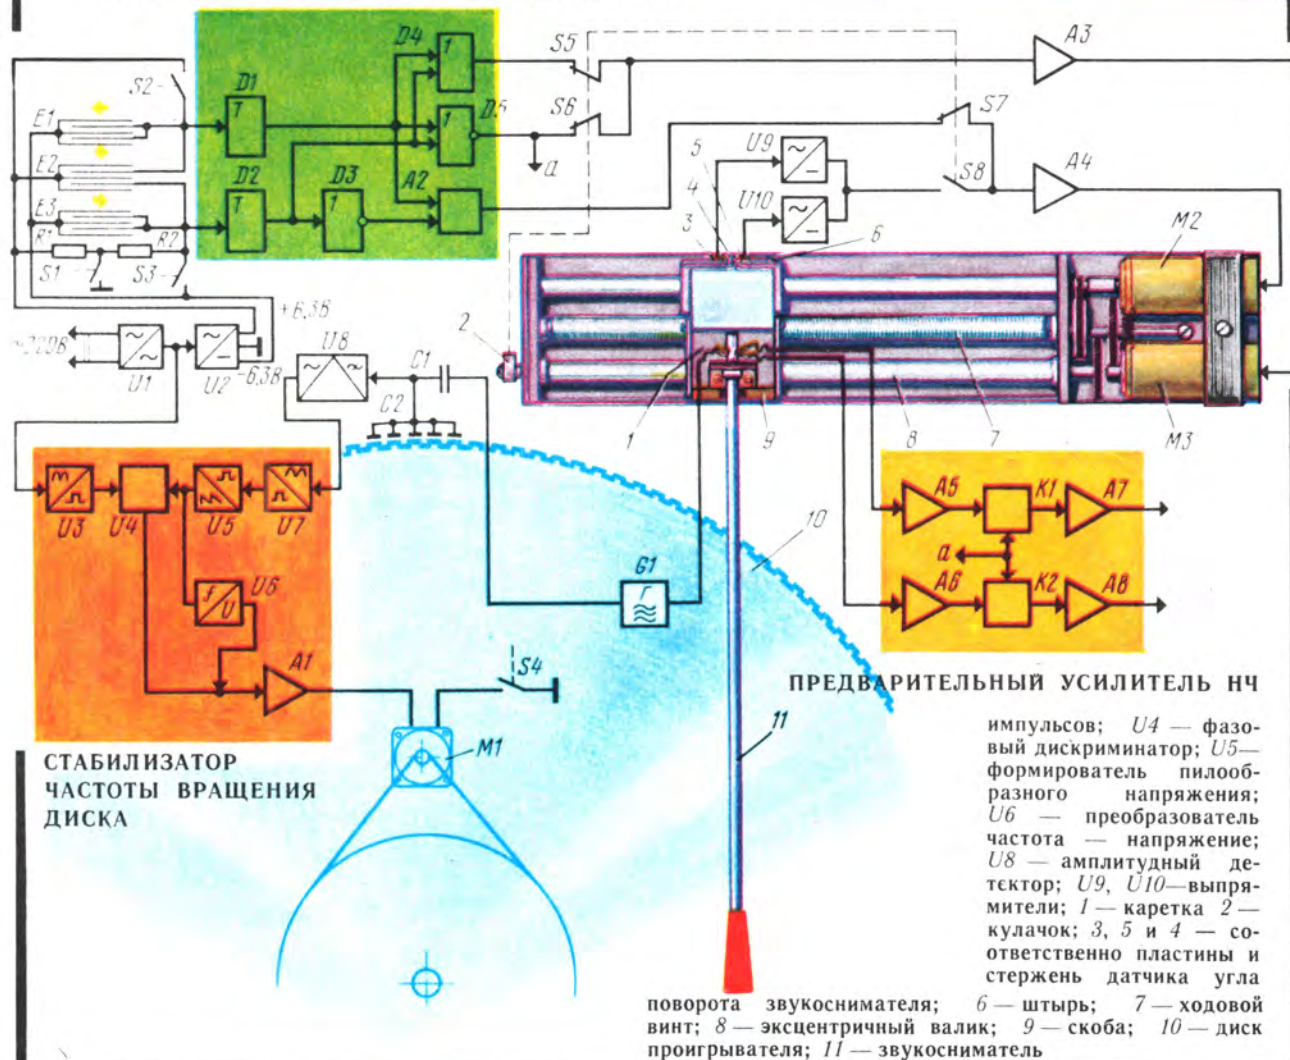 D4
S5
A3
S2
D1
1
E1
T
D5
S6
S7
1
5
U9
а
E2
4
S8
A4
E3
D2
D3
A2
U10
3
6
M2
R1
R2
T
1
S1
S3
+6,3В
2
~220В
U8
C1
U1
U2
-6,3В
C2
1
9
8
7
M3
A5
K1
A7
U3
U4
U5
U7
10
а
G1
Г
A6
K2
A8
f
U
U6
A1
S4
ПРЕДВАРИТЕЛЬНЫЙ УСИЛИТЕЛЬ НЧ
11
M1
СТАБИЛИЗАТОР
ЧАСТОТЫ ВРАЩЕНИЯ
ДИСКА
импульсов; U4 — фазо-
вый дискриминатор; U5—
формирователь пилооб-
разного напряжения;
U6 — преобразователь
частота — напряжение;
U8 — амплитудный де-
тектор; U9, U10—выпря-
мители; 1 — каретка 2 —
кулачок; 3, 5 и 4 — со-
ответственно пластины и
стержень датчика угла
поворота звукоснимателя; 6 — штырь; 7 — ходовой
винт; 8 — эксцентричный валик; 9 — скоба; 10 — диск
проигрывателя; 11 — звукосниматель